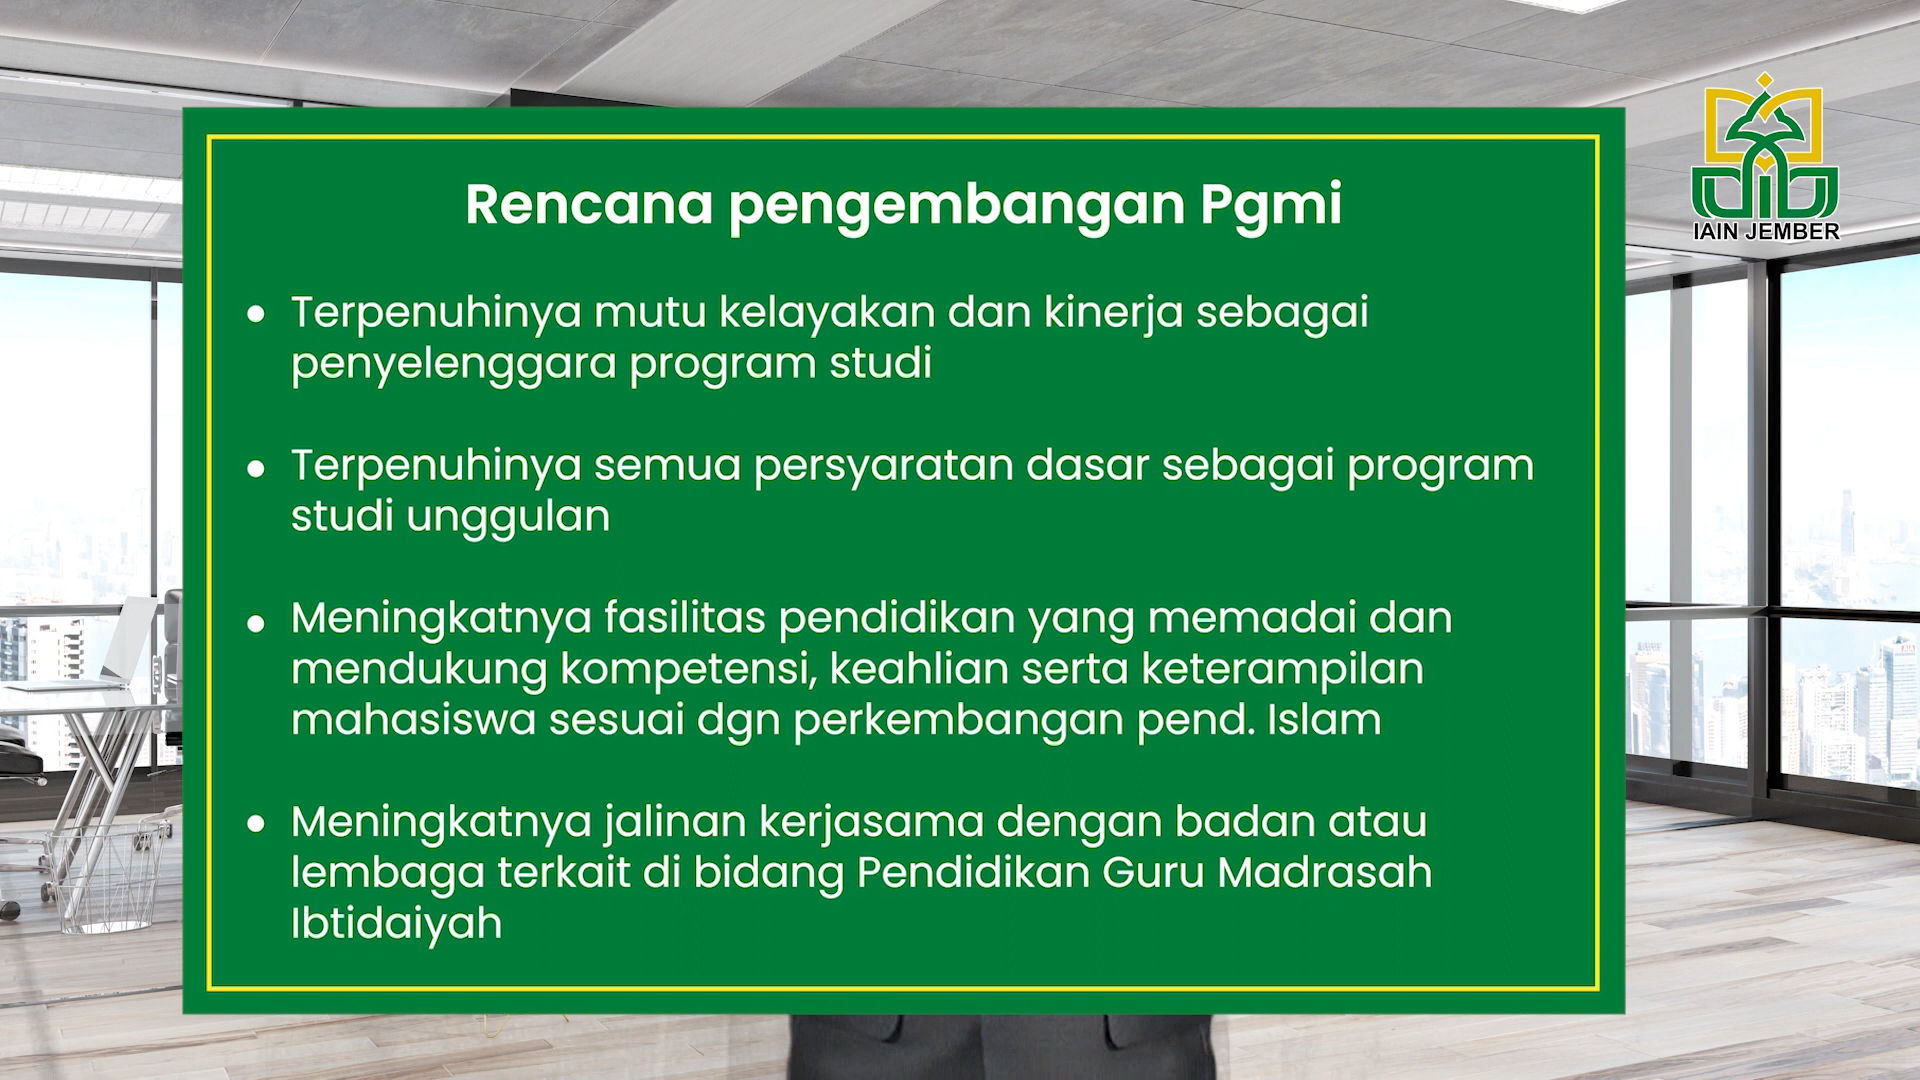 Rencana pengembangan Pgmi
IAIN JEMBER
● Terpenuhinya mutu kelayakan dan kinerja sebagai
penyelenggara program studi
● Terpenuhinya semua persyaratan dasar sebagai program
studi unggulan
● Meningkatnya fasilitas pendidikan yang memadai dan
mendukung kompetensi, keahlian serta keterampilan
mahasiswa sesuai dgn perkembangan pend. Islam
● Meningkatnya jalinan kerjasama dengan badan atau
lembaga terkait di bidang Pendidikan Guru Madrasah
Ibtidaiyah